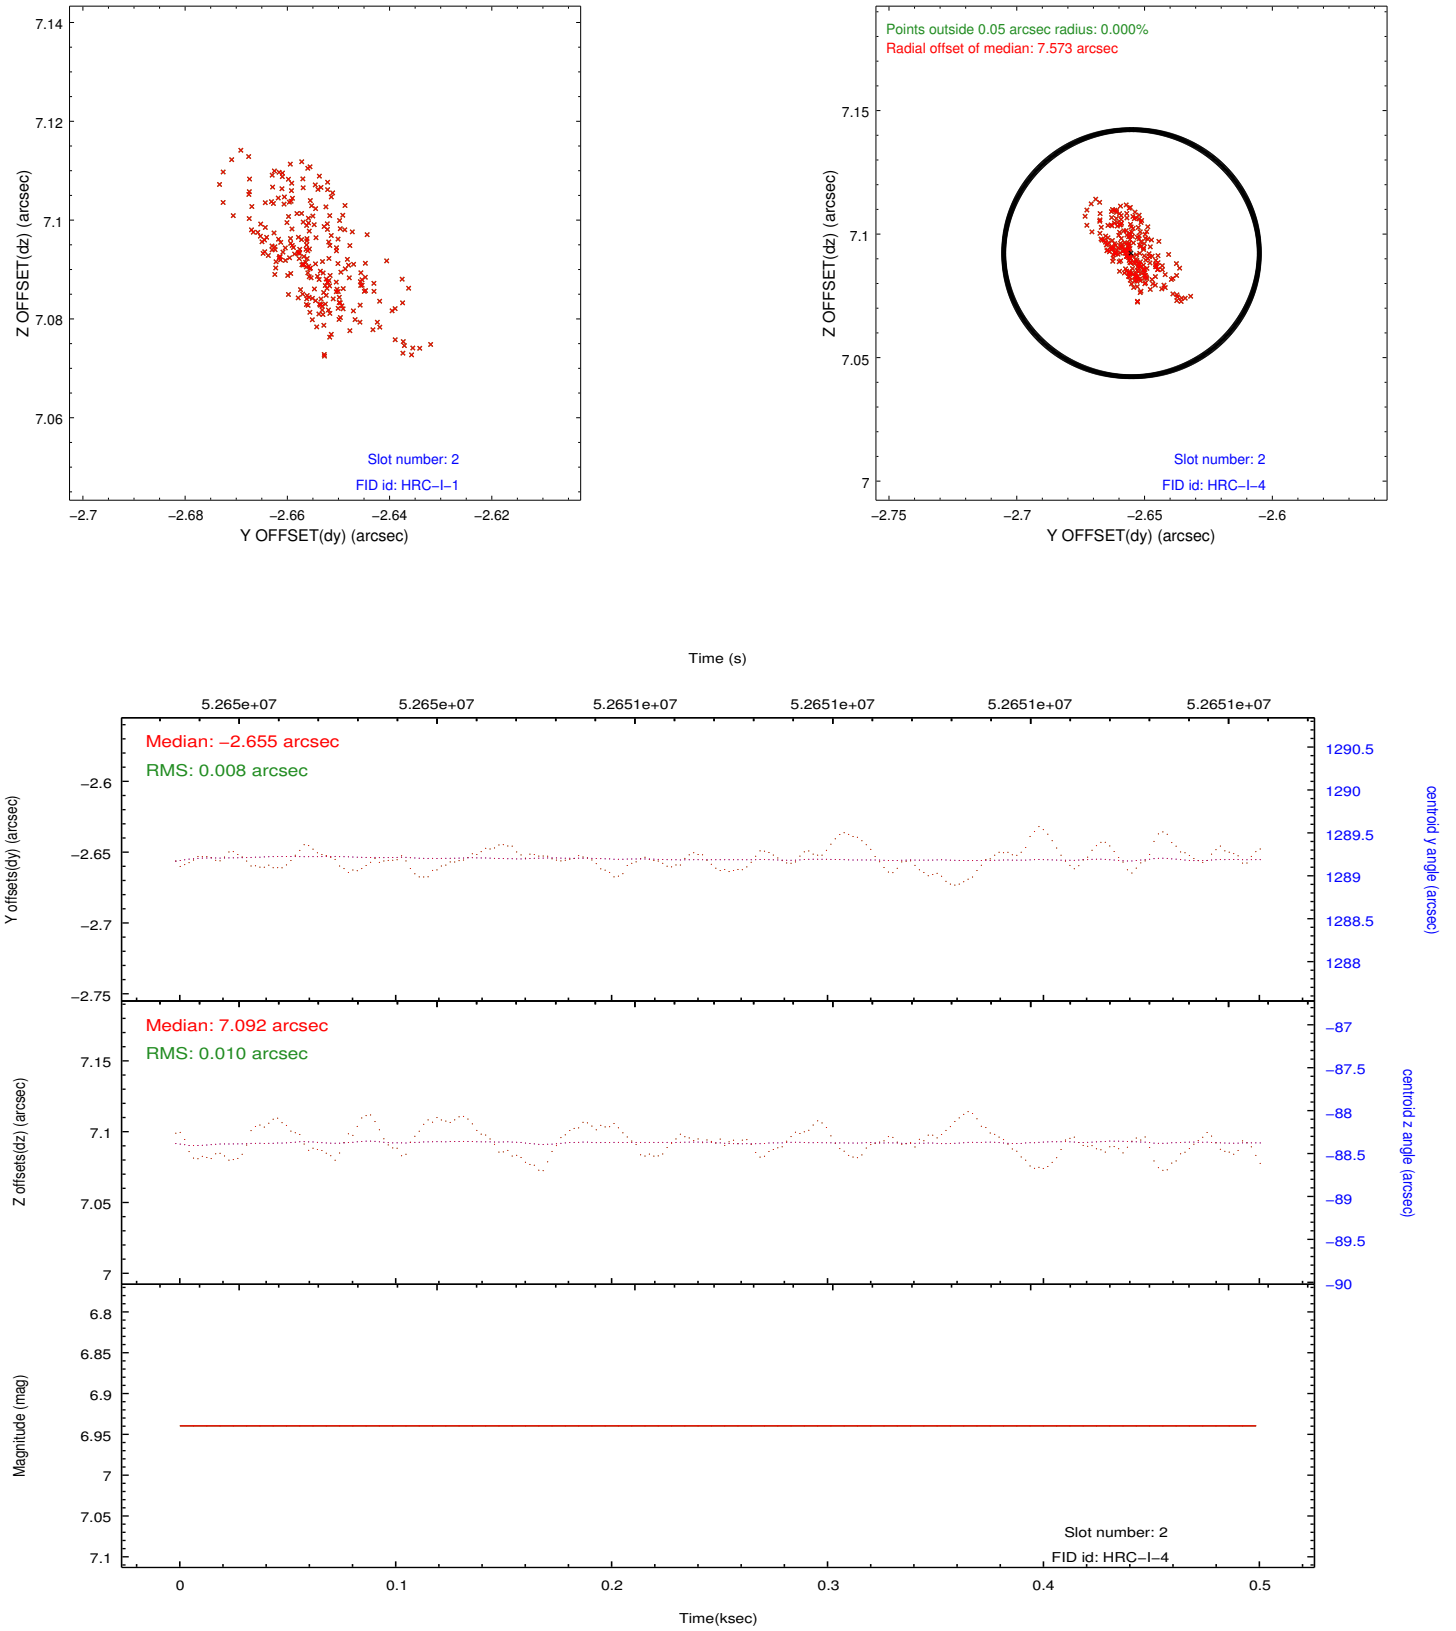 7.14
7.12
7.1
7.08
7.06
Z OFFSET(dz) (arcsec)
Slot number: 2
FID id: HRC−I−1
−2.7
−2.68
−2.66
−2.64
−2.62
Y OFFSET(dy) (arcsec)
Points outside 0.05 arcsec radius: 0.000%
Radial offset of median: 7.573 arcsec
7.15
7.1
7.05
7
Z OFFSET(dz) (arcsec)
Slot number: 2
FID id: HRC−I−4
−2.75
−2.7
−2.65
−2.6
Y OFFSET(dy) (arcsec)
Time (s)
5.265e+07
5.265e+07
5.2651e+07
5.2651e+07
5.2651e+07
5.2651e+07
Median: −2.655 arcsec
RMS: 0.008 arcsec
−2.6
−2.65
−2.7
−2.75
Y offsets(dy) (arcsec)
1290.5
1290
1289.5
1289
1288.5
1288
centroid y angle (arcsec)
Median: 7.092 arcsec
RMS: 0.010 arcsec
7.15
7.1
7.05
7
Z offsets(dz) (arcsec)
−87
−87.5
−88
−88.5
−89
−89.5
−90
centroid z angle (arcsec)
6.8
6.85
6.9
6.95
7
7.05
7.1
Magnitude (mag)
Slot number: 2
FID id: HRC−I−4
0
0.1
0.2
0.3
0.4
0.5
Time(ksec)